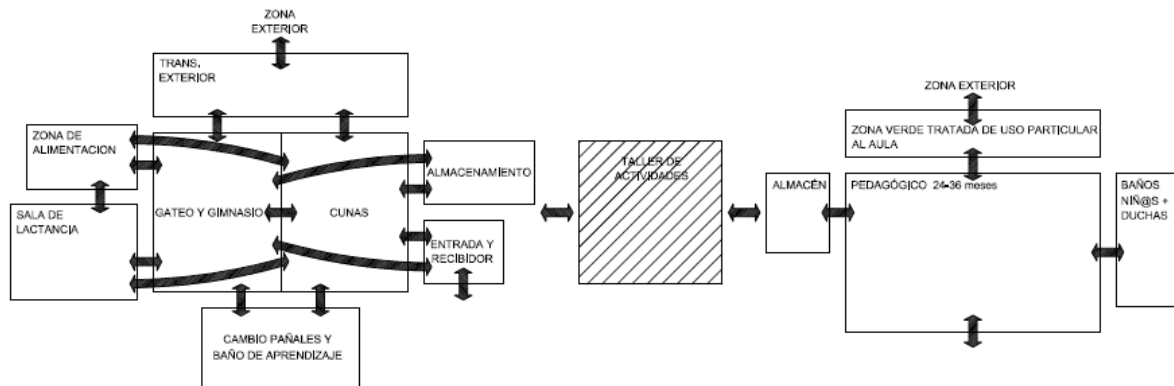 ZONA
EXTERIOR
TRANS.
EXTERIOR
ZONA DE
ALIMENTACION
SALA DE
LACTANCIA
GATEO Y GIMNASIO
CUNAS
ALMACENAMIENTO
ENTRADA Y
RECIBIDOR
CAMBIO PAÑALES Y
BAÑO DE APRENDIZAJE
TALLER DE
ACTIVIDADES
ALMACÉN
ZONA EXTERIOR
ZONA VERDE TRATADA DE USO PARTICULAR
AL AULA
PEDAGÓGICO 24-36 meses
BAÑOS
NIÑ@S +
DUCHAS